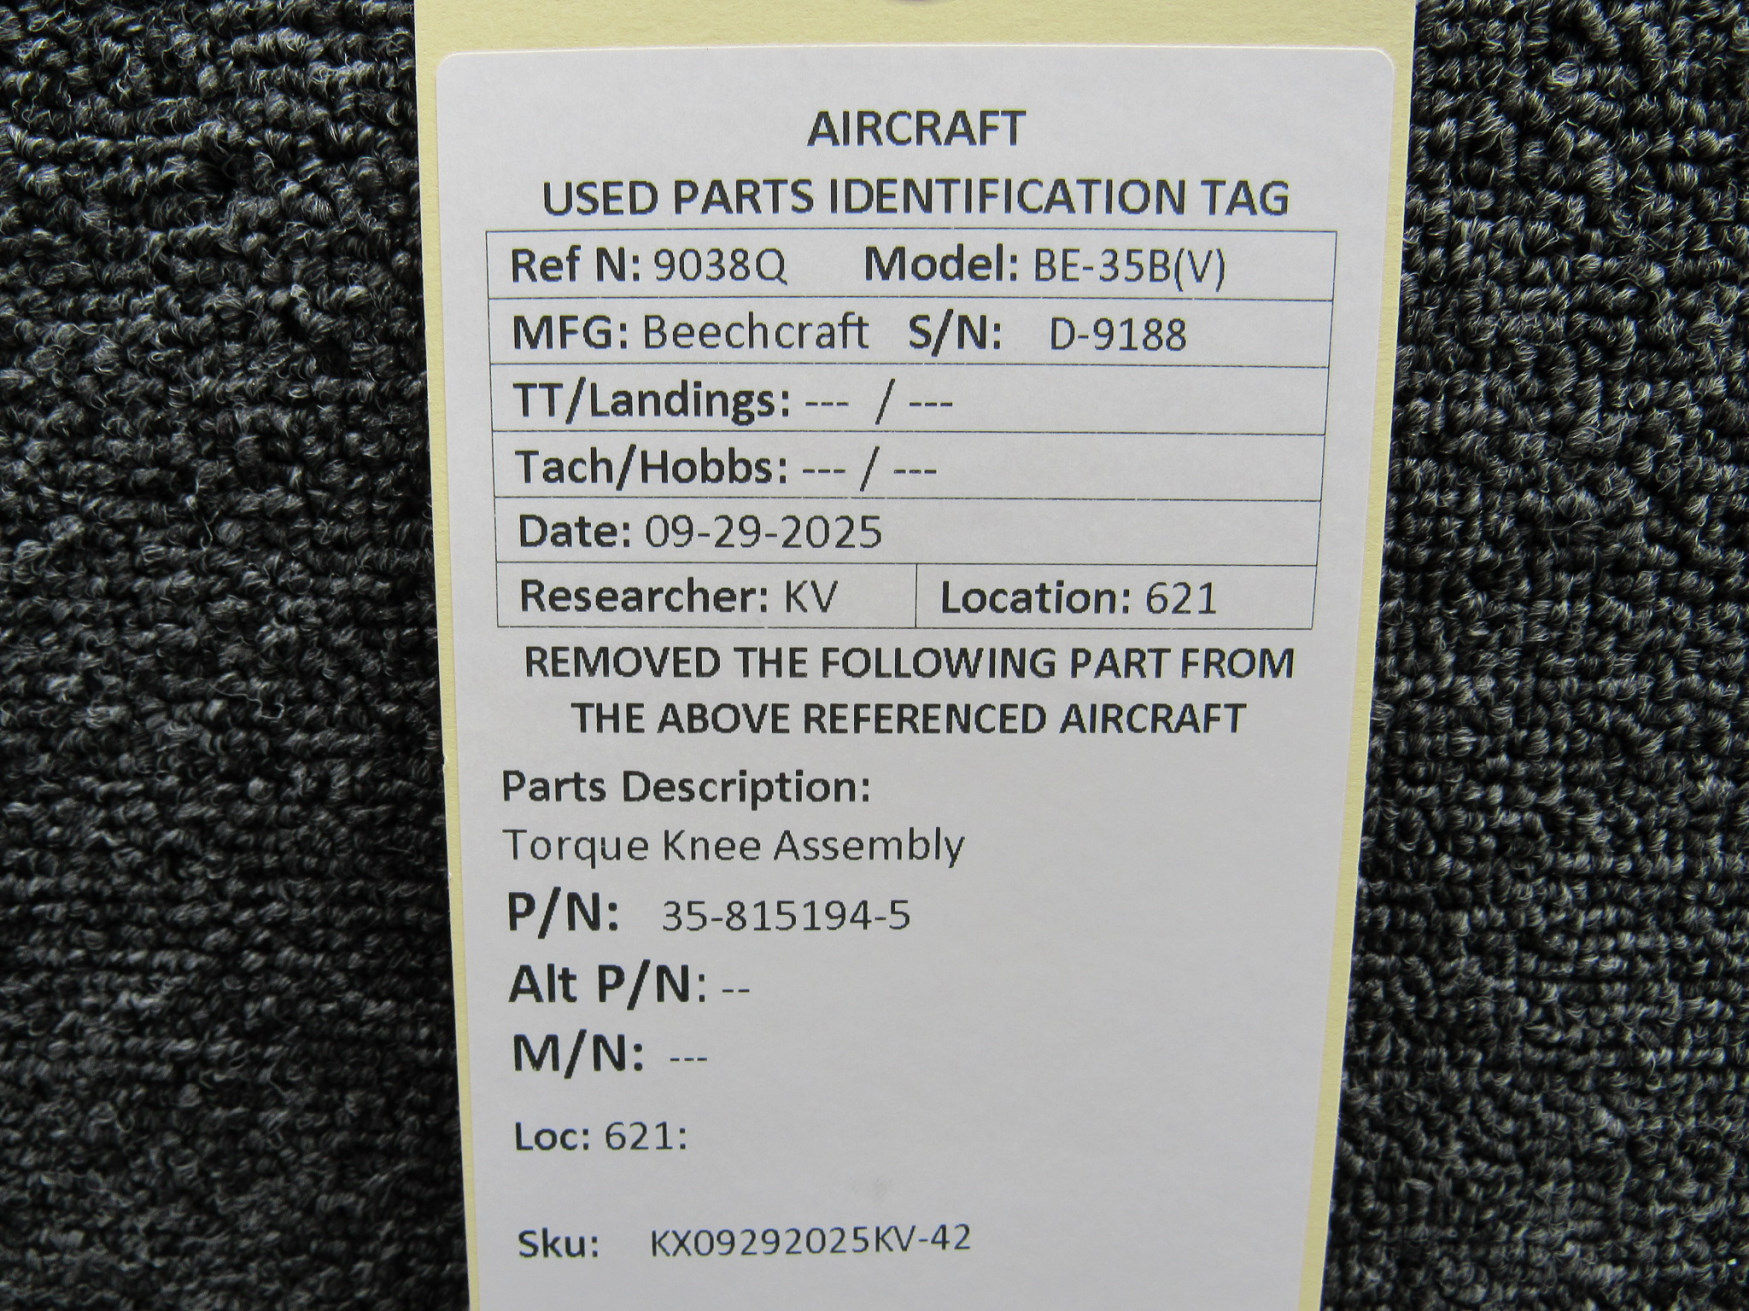 AIRCRAFT
USED PARTS IDENTIFICATION TAG
Ref N: 9038Q Model: BE-35B(V)
MFG: Beechcraft S/N: D-9188
TT/Landings: --- / ---
Tach/Hobbs: --- / ---
Date: 09-29-2025
Researcher: KV Location: 621
REMOVED THE FOLLOWING PART FROM
THE ABOVE REFERENCED AIRCRAFT
Parts Description:
Torque Knee Assembly
P/N: 35-815194-5
Alt P/N: --
M/N: ---
Loc: 621:
Sku: KX09292025KV-42